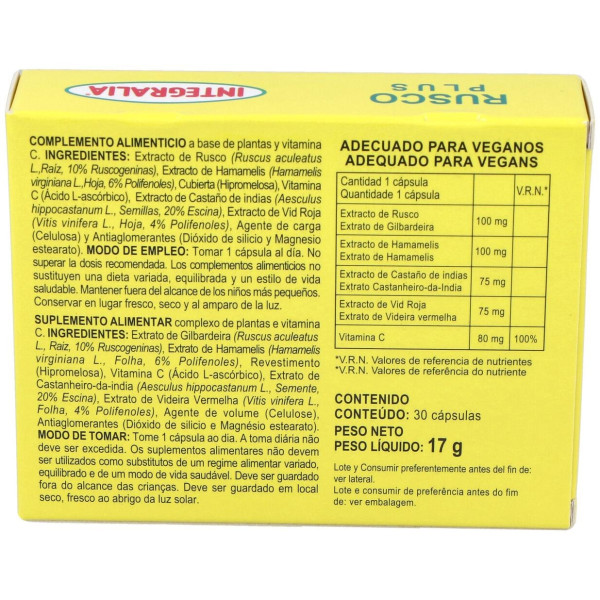 INTEGRALIA
RUSCO
PLUS
COMPLEMENTO ALIMENTICIO a base de plantas y vitamina
C. INGREDIENTES: Extracto de Rusco (Ruscus aculeatus
L.,Raíz, 10% Ruscogeninas), Extracto de Hamamelis (Hamamelis
virginiana L.,Hoja, 6% Polifenoles), Cubierta (Hipromelosa), Vitamina
C (Ácido L-ascórbico), Extracto de Castaño de indias (Aesculus
hippocastanum L., Semillas, 20% Escina), Extracto de Vid Roja
(Vitis vinifera L., Hoja, 4% Polifenoles), Agente de carga
(Celulosa) y Antiaglomerantes (Dióxido de silicio y Magnesio
estearato). MODO DE EMPLEO: Tomar 1 cápsula al día. No
superar la dosis recomendada. Los complementos alimenticios no
sustituyen una dieta variada, equilibrada y un estilo de vida
saludable. Mantener fuera del alcance de los niños más pequeños.
Conservar en lugar fresco, seco y al amparo de la luz.
SUPLEMENTO ALIMENTAR complexo de plantas e vitamina
C. INGREDIENTES: Extrato de Gilbardeira (Ruscus aculeatus
L., Raiz, 10% Ruscogeninas), Extrato de Hamamelis (Hamamelis
virginiana L., Folha, 6% Polifenoles), Revestimento
(Hipromelosa), Vitamina C (Ácido L-ascórbico), Extrato de
Castanheiro-da-india (Aesculus hippocastanum L., Semente,
20% Escina), Extrato de Videira Vermelha (Vitis vinifera L.,
Folha, 4% Polifenoles), Agente de volume (Celulose),
Antiaglomerantes (Dióxido de silício e Magnésio estearato).
MODO DE TOMAR: Tome 1 cápsula ao dia. A toma diária não
deve ser excedida. Os suplementos alimentares não devem
ser utilizados como substitutos de um regime alimentar variado,
equilibrado e de um modo de vida saudável. Deve ser guardado
fora do alcance das crianças. Deve ser guardado em local
seco, fresco ao abrigo da luz solar.
ADECUADO PARA VEGANOS
ADEQUADO PARA VEGANS
Cantidad 1 cápsula
Quantidade 1 cápsula
V.R.N.*
Extracto de Rusco
Extrato de Gilbardeira
100 mg
Extracto de Hamamelis
Extrato de Hamamelis
100 mg
Extracto de Castaño de indias
Extrato Castanheiro-da-India
75 mg
Extracto de Vid Roja
Extrato de Videira vermelha
75 mg
Vitamina C 80 mg 100%
*V.R.N. Valores de referencia de nutrientes
*V.R.N. Valores de referência do nutrientes
CONTENIDO
CONTEÚDO: 30 cápsulas
PESO NETO
PESO LÍQUIDO: 17 g
Lote y Consumir preferentemente antes del fin de:
ver lateral.
Lote e consumir de preferência antes do fim
de: ver embalagem.